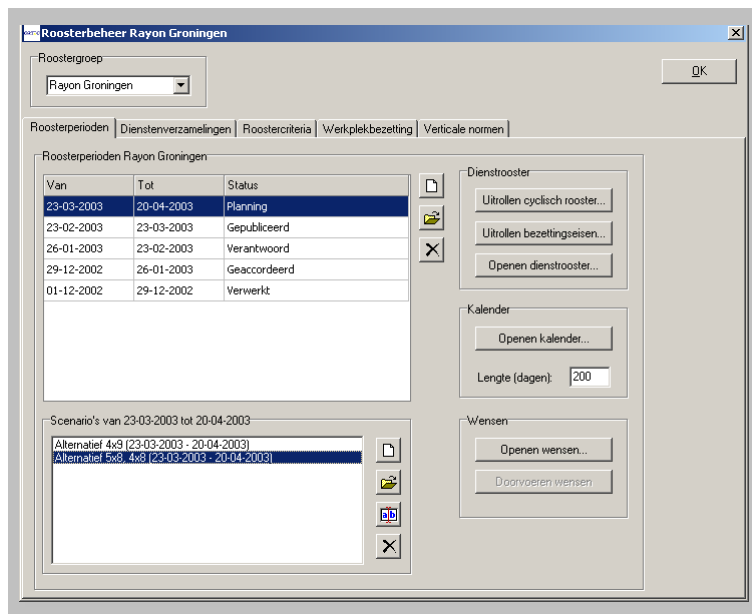 Roosterbeheer Rayon Groningen
Roostergroep
Rayon Groningen
OK
Roosterperioden Dienstenverzamelingen Roostercriteria Werkplekbezetting Verticale normen
Roosterperioden Rayon Groningen
Van Tot Status
23-03-2003 20-04-2003 Planning
23-02-2003 23-03-2003 Gepubliceerd
26-01-2003 23-02-2003 Verantwoord
29-12-2002 26-01-2003 Geaccordeerd
01-12-2002 29-12-2002 Verwerkt
Dienstrooster
Uitrollen cyclisch rooster...
Uitrollen bezettingseisen...
Openen dienstrooster...
Kalender
Openen kalender...
Lengte (dagen): 200
Scenario's van 23-03-2003 tot 20-04-2003
Alternatief 4x9 (23-03-2003 - 20-04-2003)
Alternatief 5x8, 4x8 (23-03-2003 - 20-04-2003)
ab
Wensen
Openen wensen...
Doorvoeren wensen